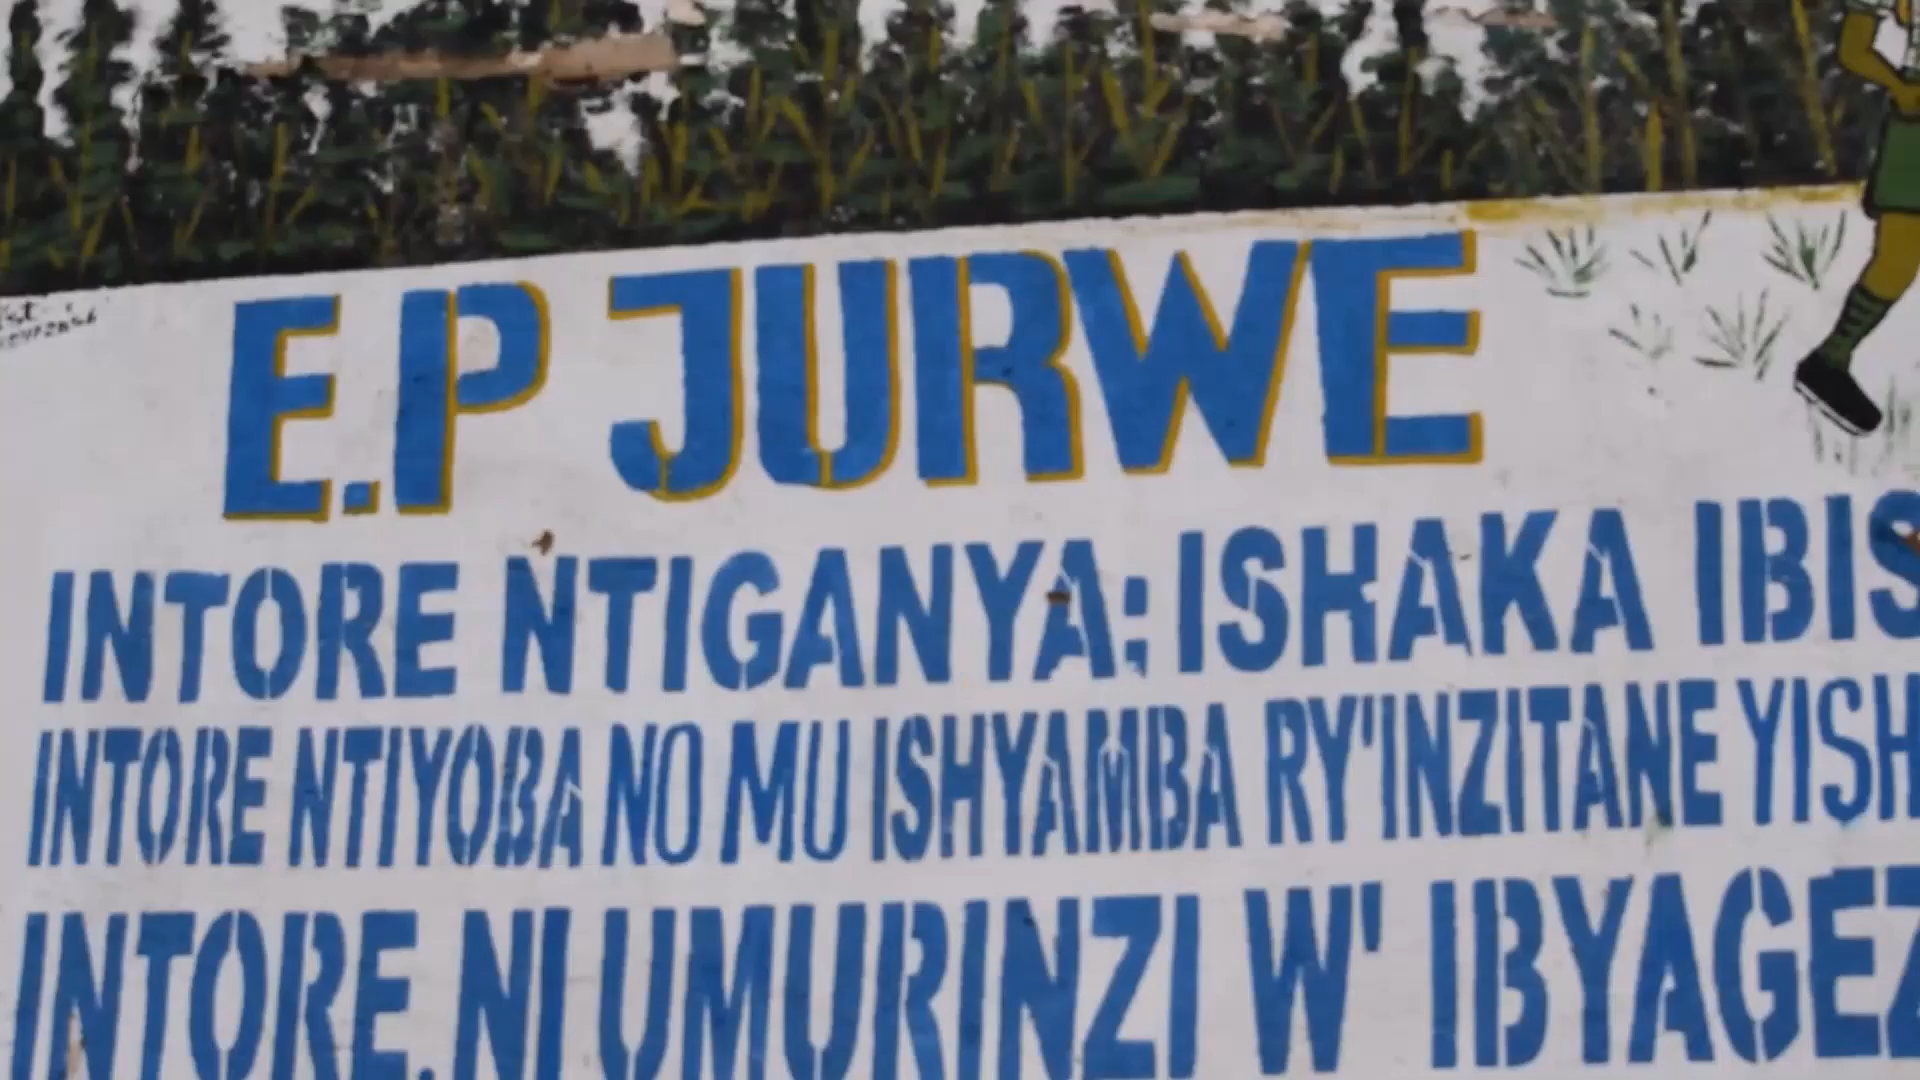 E.P JURWE
INTORE NTIGANYA: ISHAKA IBIS
INTORE NTIYOBA NO MU ISHYAMBA RY'INZITANE YISH
INTORE. NI UMURINZI W' IBYAGEZ